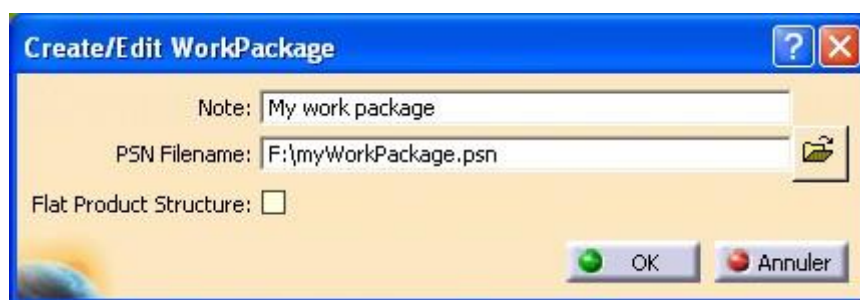 Create/Edit WorkPackage ?
Note: My work package
PSN Filename: F:\myWorkPackage.psn
Flat Product Structure:
OK Annuler